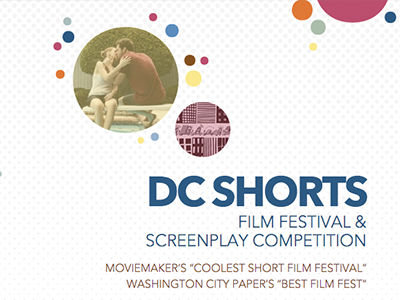 DC SHORTS
FILM FESTIVAL &
SCREENPLAY COMPETITION
MOVIEMAKER'S "COOLEST SHORT FILM FESTIVAL"
WASHINGTON CITY PAPER'S "BEST FILM FEST"